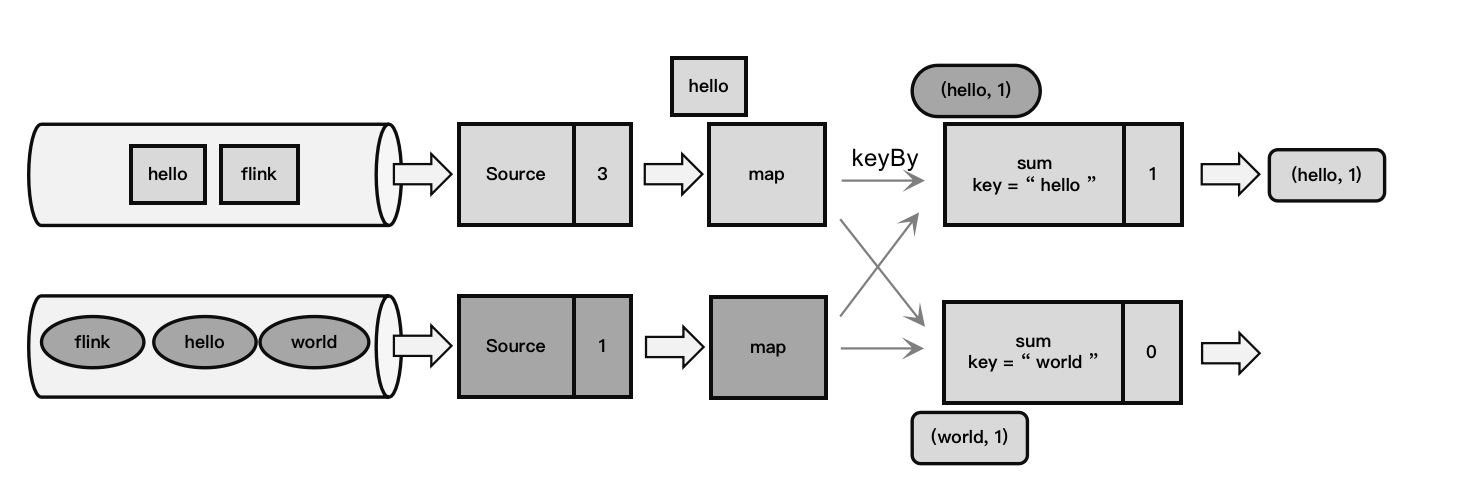 hello
(hello, 1)
hello
flink
Source
3
map
keyBy
sum
key = “ hello ”
1
(hello, 1)
flink
hello
world
Source
1
map
sum
key = “ world ”
0
(world, 1)